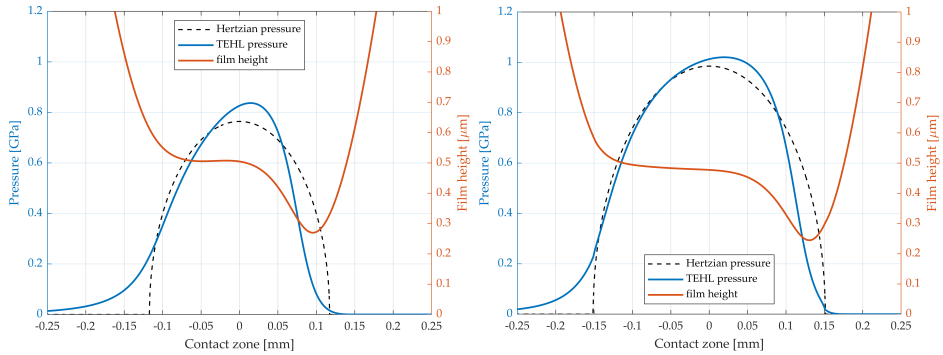 1.2
1
0.8
0.6
0.4
0.2
0
Pressure [GPa]
-0.25 -0.2 -0.15 -0.1 -0.05 0 0.05 0.1 0.15 0.2 0.25
Contact zone [mm]
1
0.9
0.8
0.7
0.6
0.5
0.4
0.3
0.2
0.1
0
Film height [μm]
Hertzian pressure
TEHL pressure
film height
1.2
1
0.8
0.6
0.4
0.2
0
Pressure [GPa]
-0.25 -0.2 -0.15 -0.1 -0.05 0 0.05 0.1 0.15 0.2 0.25
Contact zone [mm]
1
0.9
0.8
0.7
0.6
0.5
0.4
0.3
0.2
0.1
0
Film height [μm]
Hertzian pressure
TEHL pressure
film height